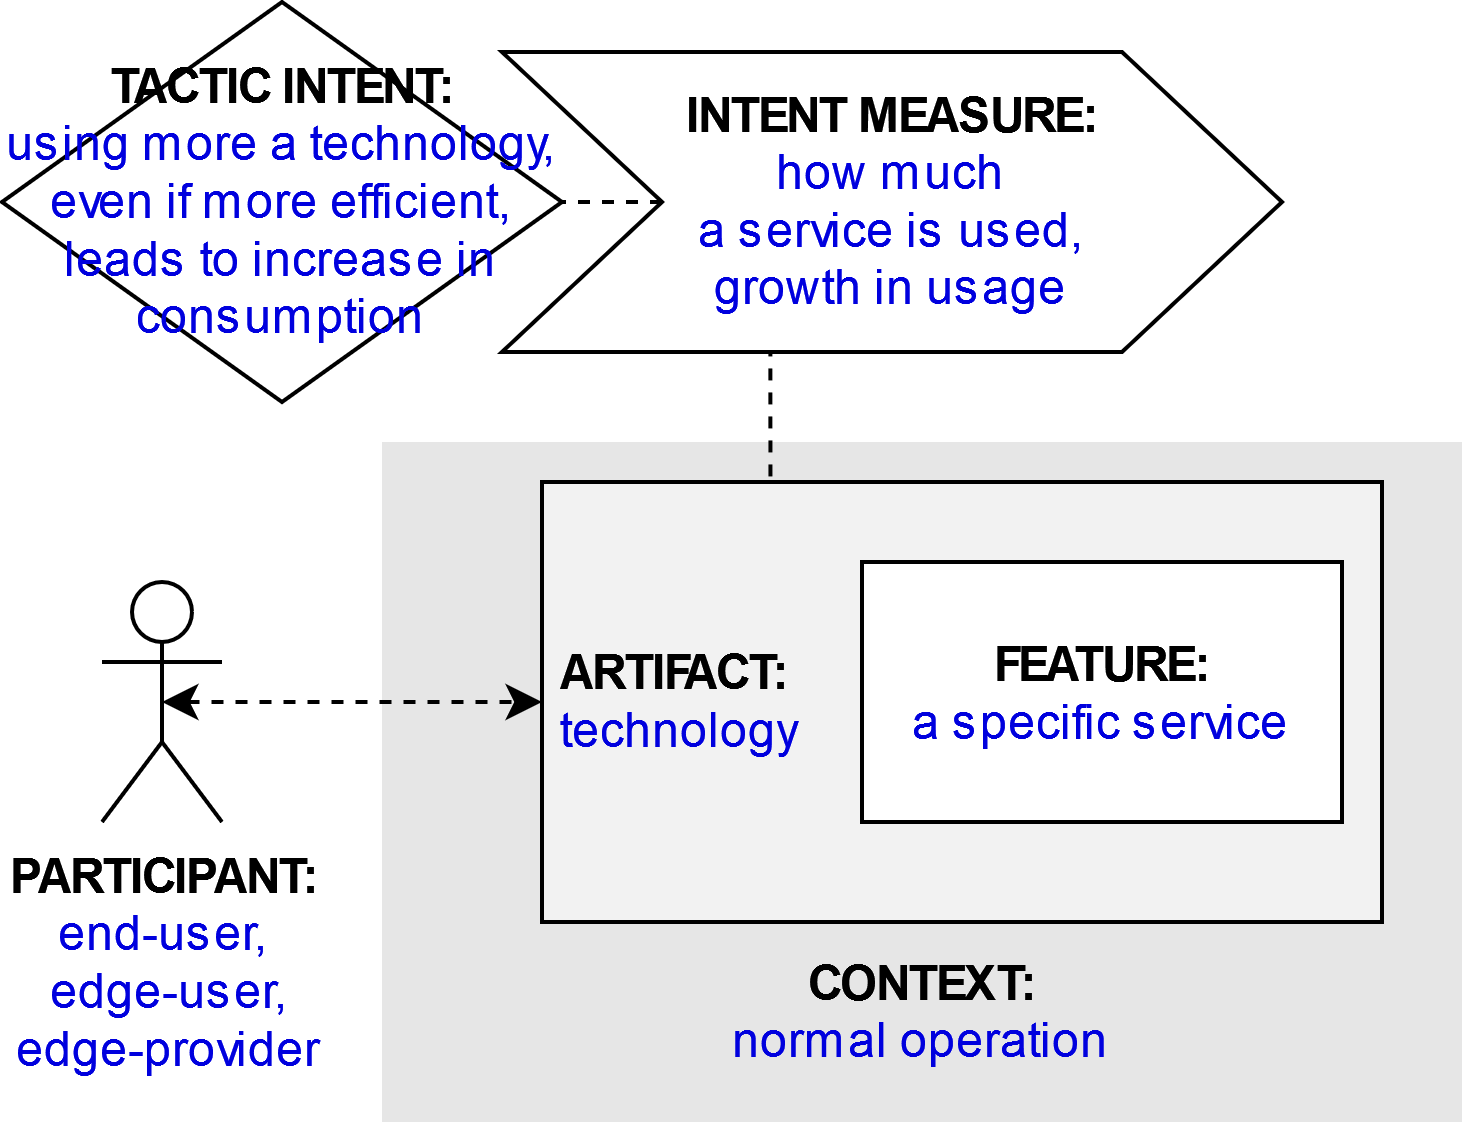 TACTIC INTENT:
using more a technology,
even if more efficient,
leads to increase in
consumption
INTENT MEASURE:
how much
a service is used,
growth in usage
ARTIFACT:
technology
FEATURE:
a specific service
PARTICIPANT:
end-user,
edge-user,
edge-provider
CONTEXT:
normal operation